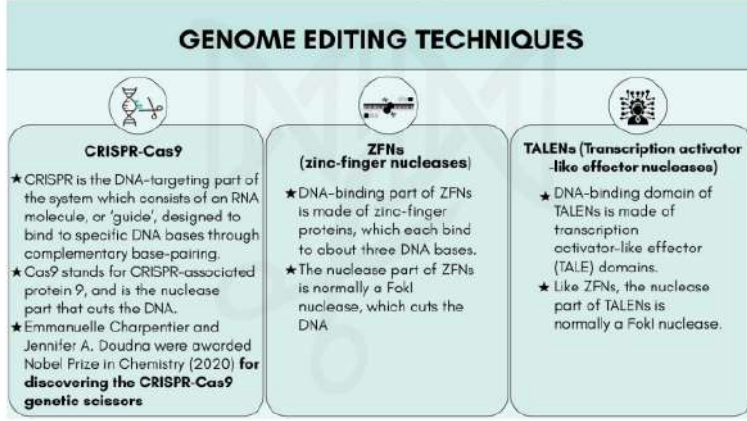 GENOME EDITING TECHNIQUES
CRISPR-Cas9
★ CRISPR is the DNA-targeting part of
the system which consists of an RNA
molecule, or ‘guide’, designed to
bind to specific DNA bases through
complementary base-pairing.
★ Cas9 stands for CRISPR-associated
protein 9, and is the nuclease
part that cuts the DNA.
★ Emmanuelle Charpentier and
Jennifer A. Doudna were awarded
Nobel Prize in Chemistry (2020) for
discovering the CRISPR-Cas9
genetic scissors
ZFNs
(zinc-finger nucleases)
★ DNA-binding part of ZFNs
is made of zinc-finger
proteins, which each bind
to about three DNA bases.
★ The nuclease part of ZFNs
is normally a FokI
nuclease, which cuts the
DNA
TALENs (Transcription activator
-like effector nucleases)
★ DNA-binding domain of
TALENs is made of
transcription
activator-like effector
(TALE) domains.
★ Like ZFNs, the nuclease
part of TALENs is
normally a FokI nuclease.